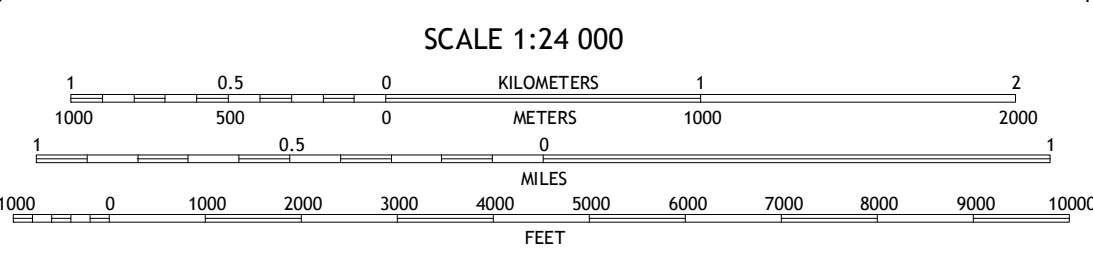 SCALE 1:24 000
1 0.5 0 KILOMETERS 1 2
1000 500 0 METERS 1000 2000
1 0.5 0 1
MILES
1000 0 1000 2000 3000 4000 5000 6000 7000 8000 9000 10000
FEET